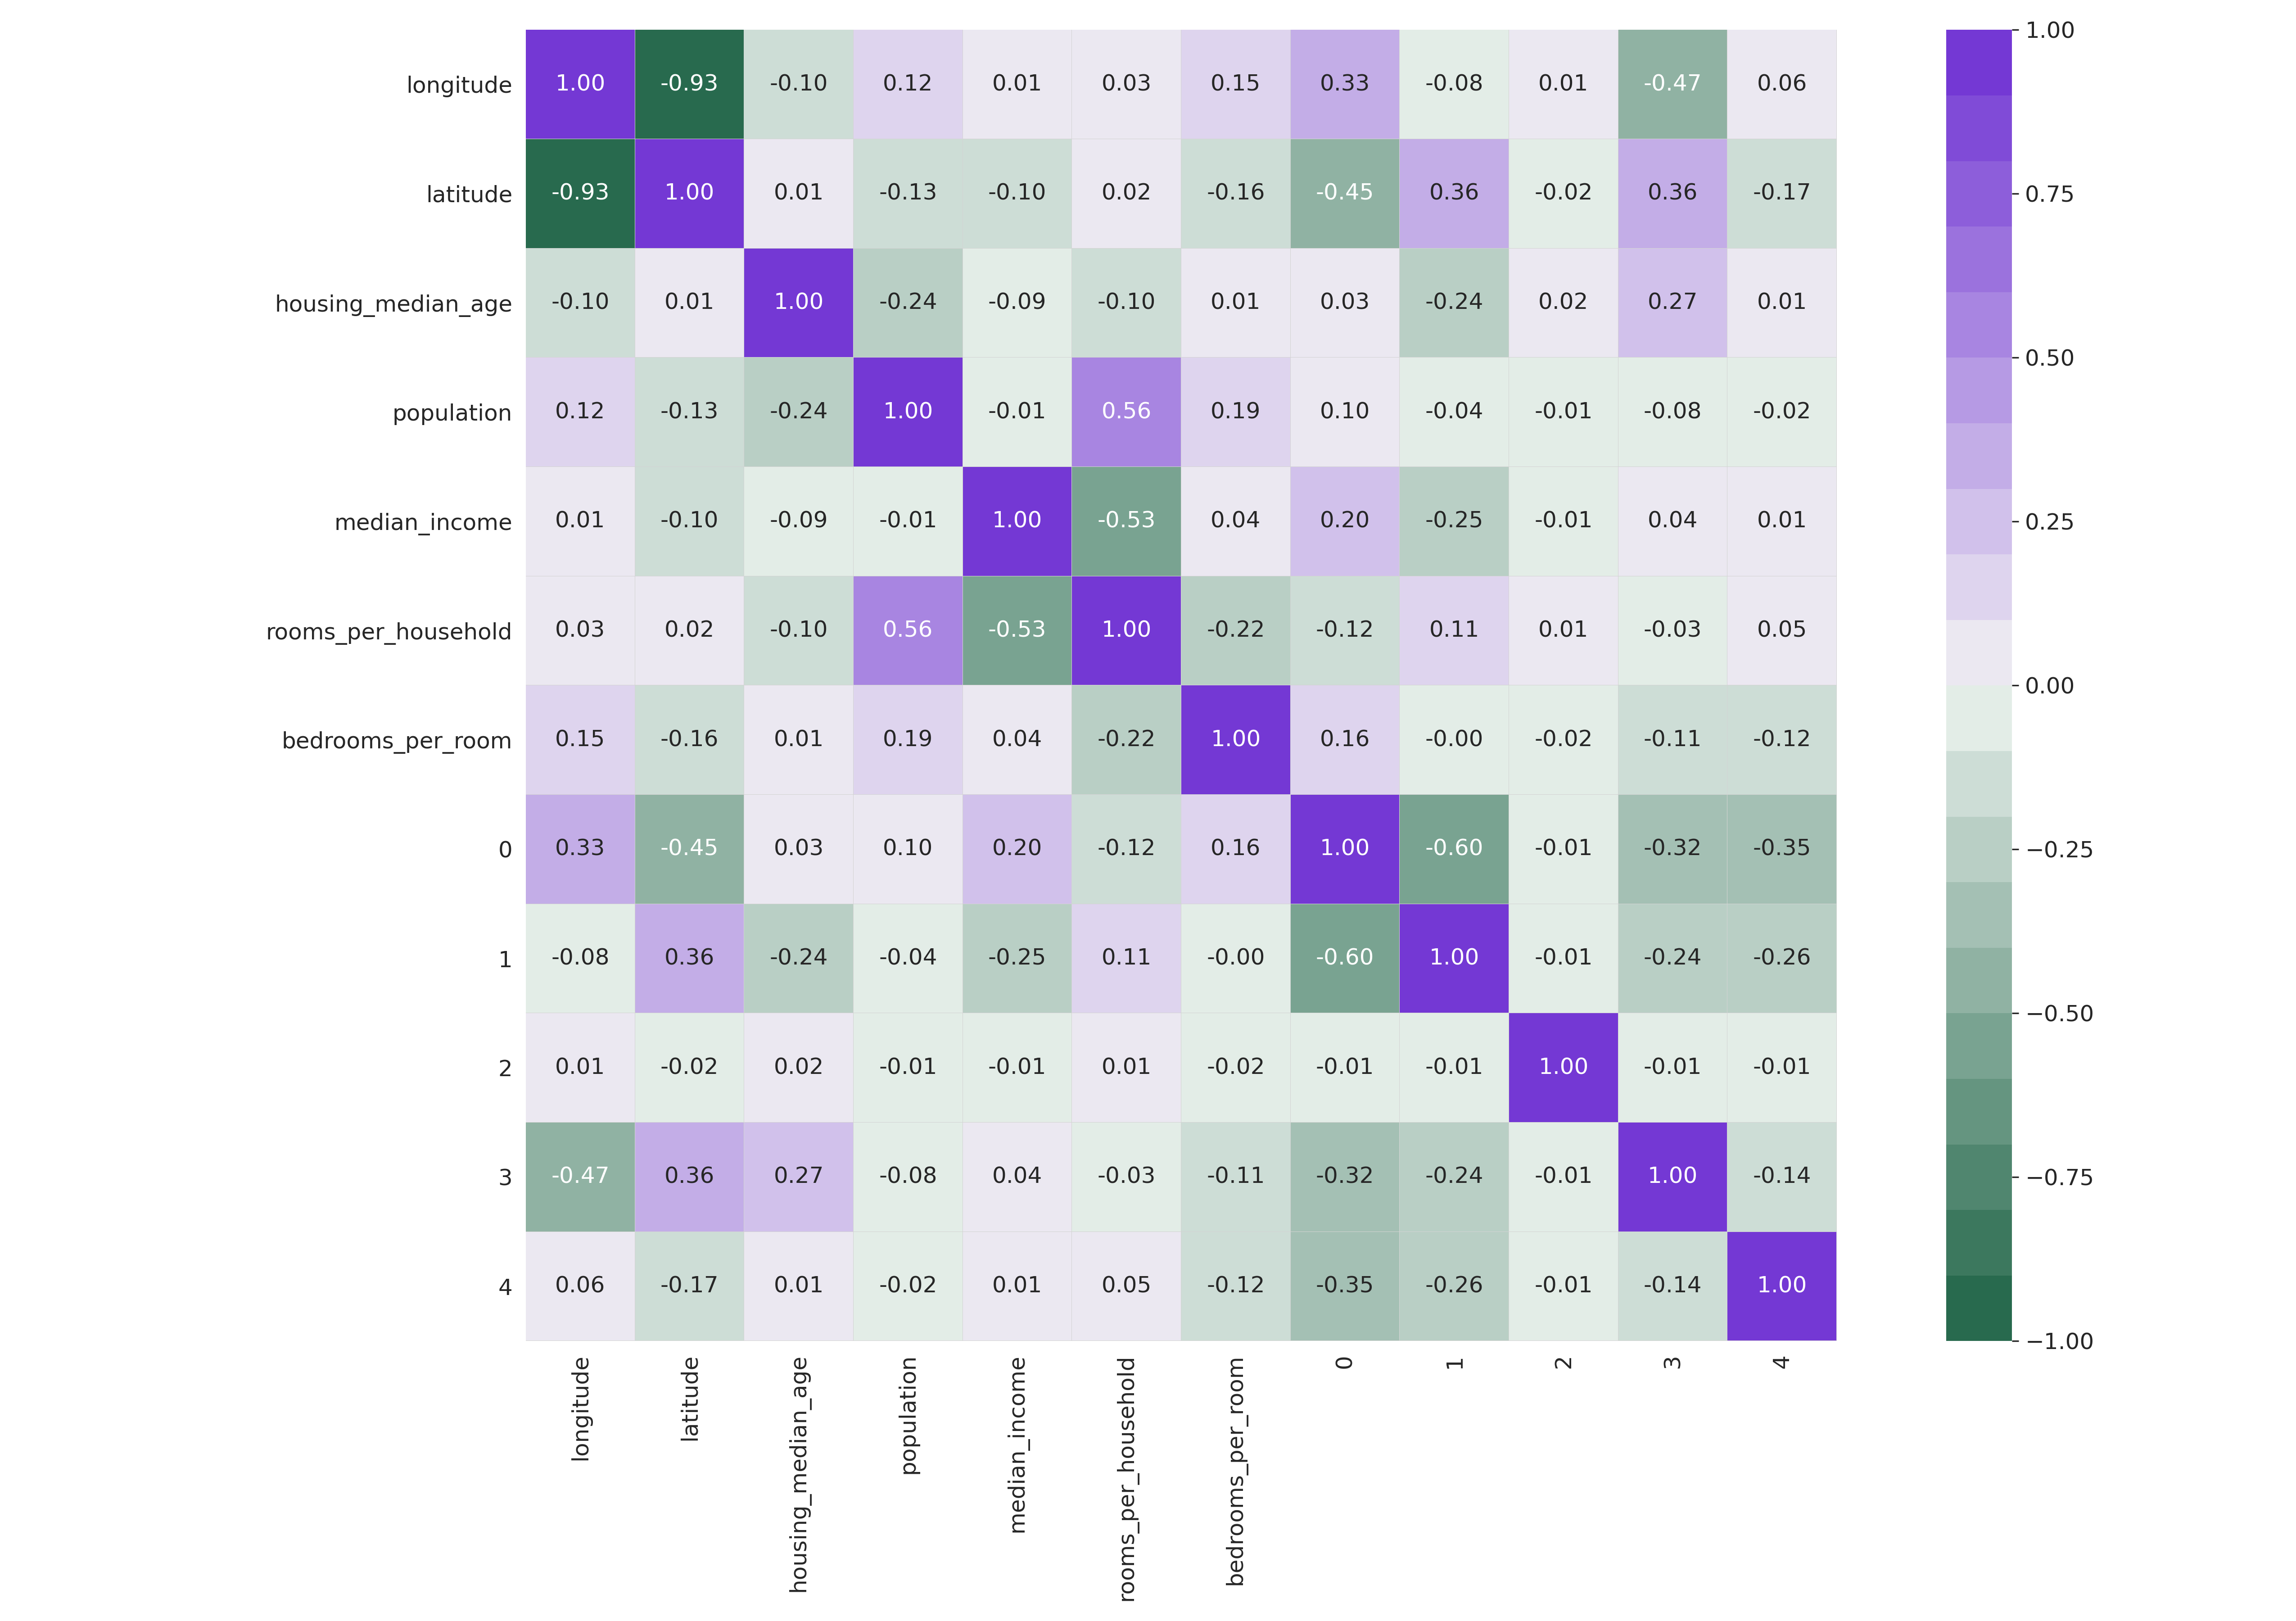 longitude 1.00 -0.93 -0.10 0.12 0.01 0.03 0.15 0.33 -0.08 0.01 -0.47 0.06
latitude -0.93 1.00 0.01 -0.13 -0.10 0.02 -0.16 -0.45 0.36 -0.02 0.36 -0.17
housing_median_age -0.10 0.01 1.00 -0.24 -0.09 -0.10 0.01 0.03 -0.24 0.02 0.27 0.01
population 0.12 -0.13 -0.24 1.00 -0.01 0.56 0.19 0.10 -0.04 -0.01 -0.08 -0.02
median_income 0.01 -0.10 -0.09 -0.01 1.00 -0.53 0.04 0.20 -0.25 -0.01 0.04 0.01
rooms_per_household 0.03 0.02 -0.10 0.56 -0.53 1.00 -0.22 -0.12 0.11 0.01 -0.03 0.05
bedrooms_per_room 0.15 -0.16 0.01 0.19 0.04 -0.22 1.00 0.16 -0.00 -0.02 -0.11 -0.12
0 0.33 -0.45 0.03 0.10 0.20 -0.12 0.16 1.00 -0.60 -0.01 -0.32 -0.35
1 -0.08 0.36 -0.24 -0.04 -0.25 0.11 -0.00 -0.60 1.00 -0.01 -0.24 -0.26
2 0.01 -0.02 0.02 -0.01 -0.01 0.01 -0.02 -0.01 -0.01 1.00 -0.01 -0.01
3 -0.47 0.36 0.27 -0.08 0.04 -0.03 -0.11 -0.32 -0.24 -0.01 1.00 -0.14
4 0.06 -0.17 0.01 -0.02 0.01 0.05 -0.12 -0.35 -0.26 -0.01 -0.14 1.00
longitude
latitude
housing_median_age
population
median_income
rooms_per_household
bedrooms_per_room
0
1
2
3
4
1.00
0.75
0.50
0.25
0.00
−0.25
−0.50
−0.75
−1.00